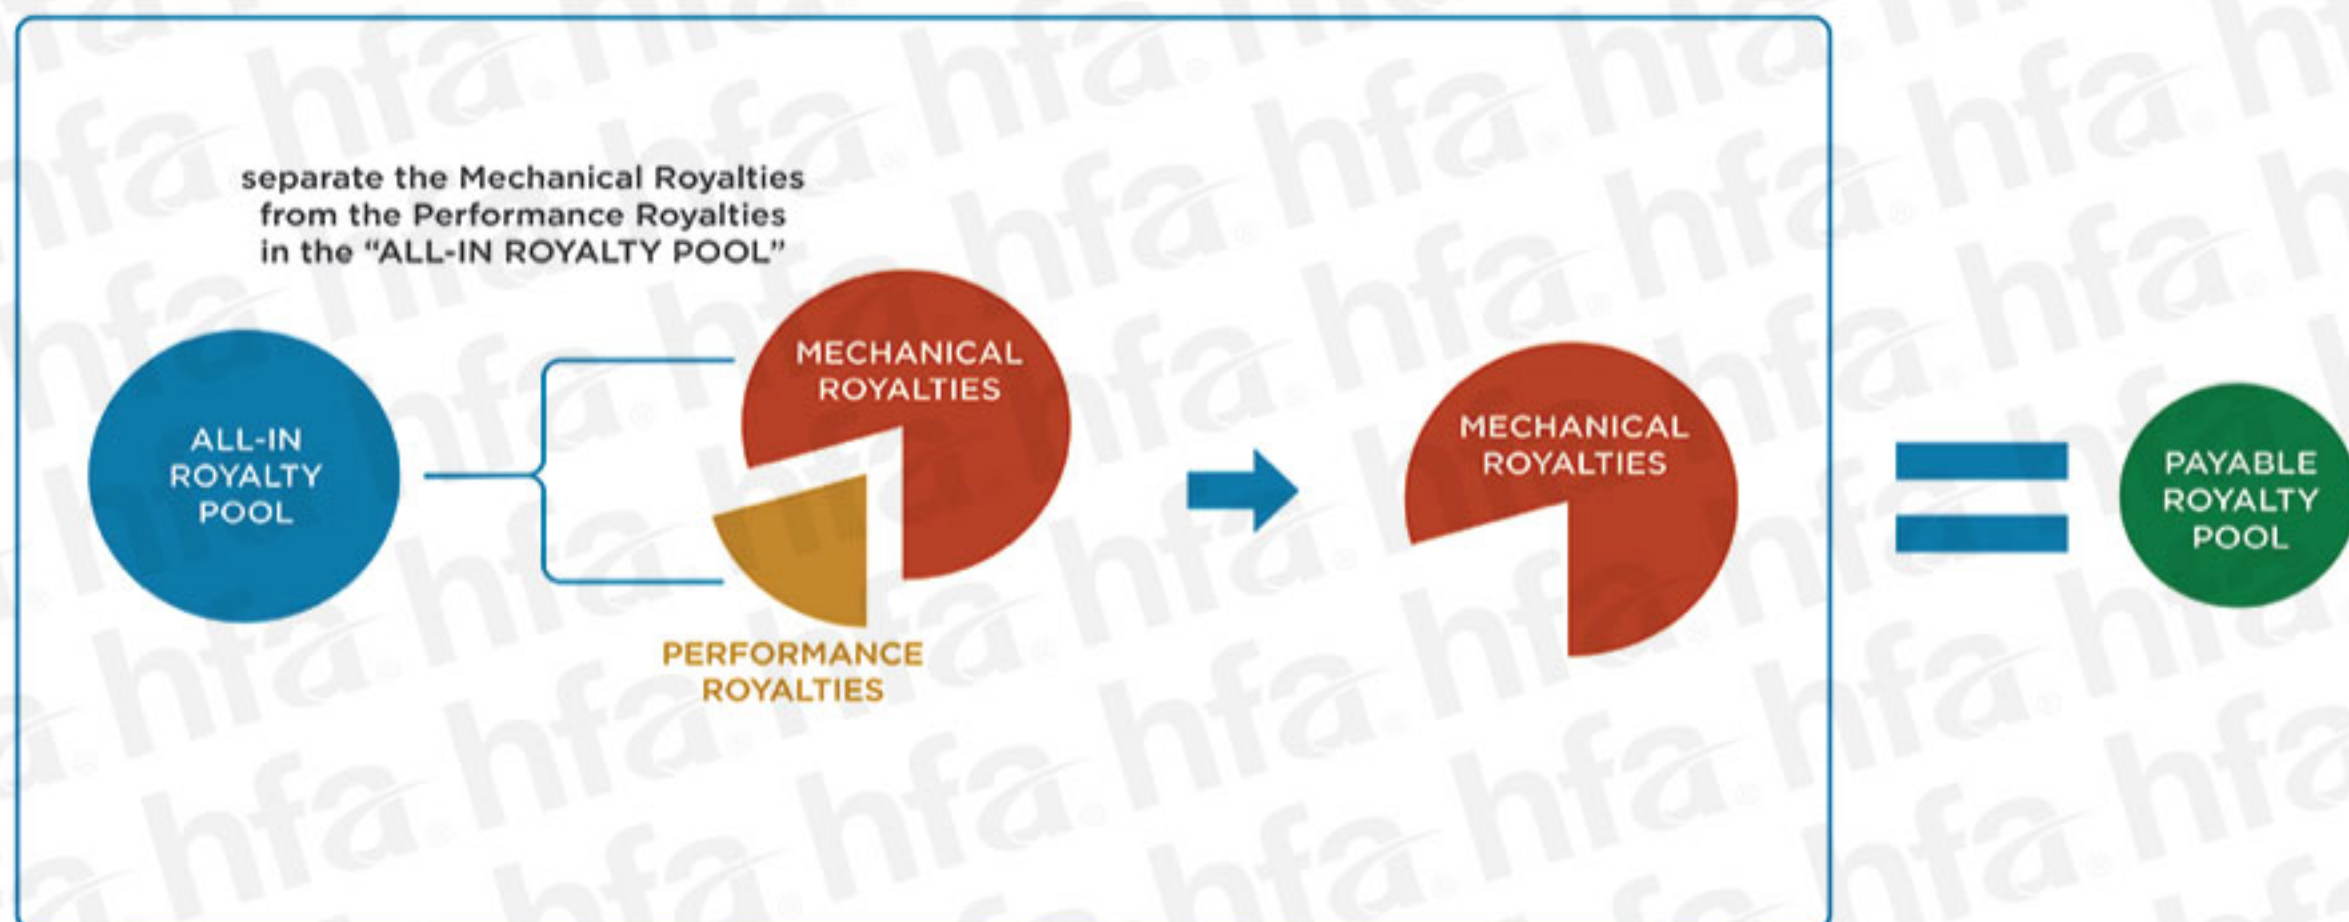 separate the Mechanical Royalties
from the Performance Royalties
in the “ALL-IN ROYALTY POOL”
ALL-IN
ROYALTY
POOL
MECHANICAL
ROYALTIES
PERFORMANCE
ROYALTIES
MECHANICAL
ROYALTIES
PAYABLE
ROYALTY
POOL
hfa